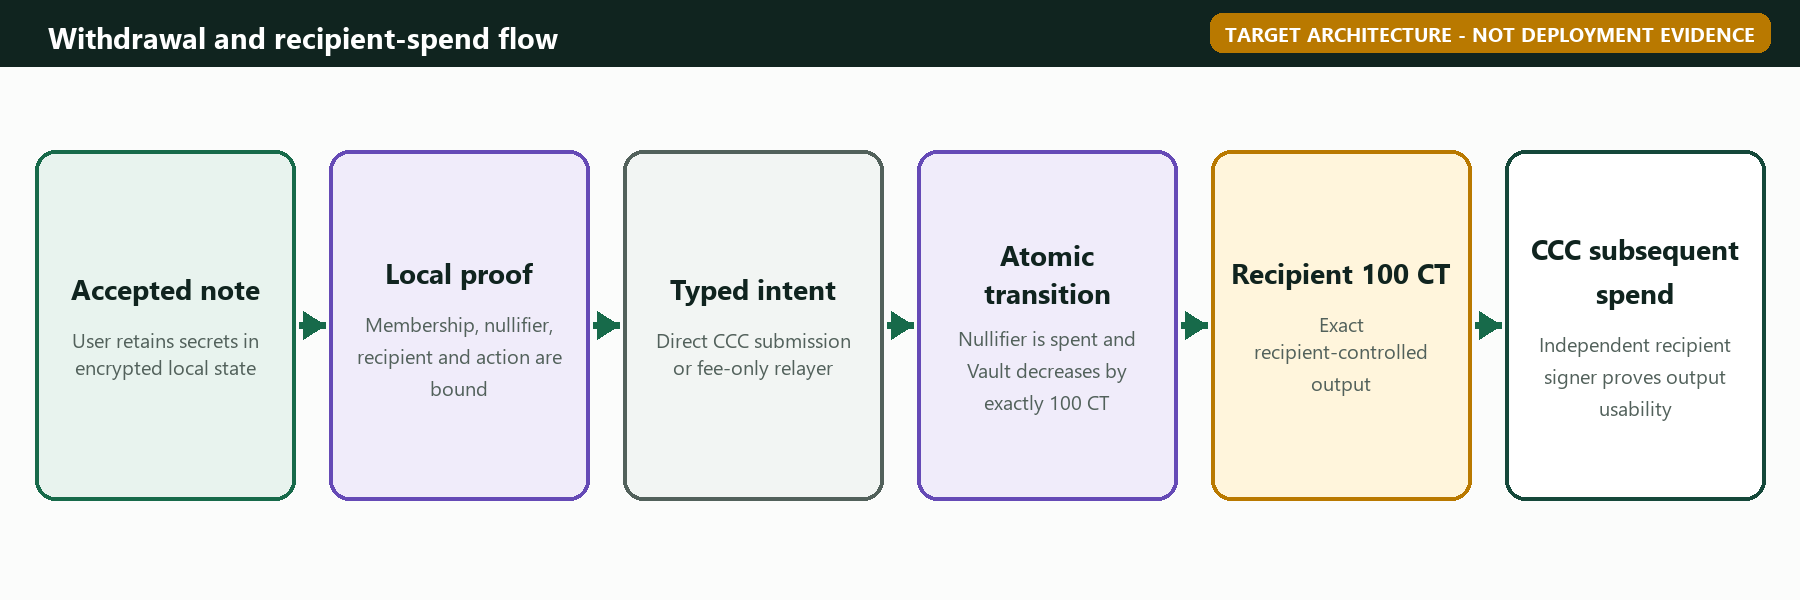 Withdrawal and recipient-spend flow
TARGET ARCHITECTURE - NOT DEPLOYMENT EVIDENCE
Accepted note
User retains secrets in
encrypted local state
Local proof
Membership, nullifier,
recipient and action are
bound
Typed intent
Direct CCC submission
or fee-only relayer
Atomic
transition
Nullifier is spent and
Vault decreases by
exactly 100 CT
Recipient 100 CT
Exact
recipient-controlled
output
CCC subsequent
spend
Independent recipient
signer proves output
usability